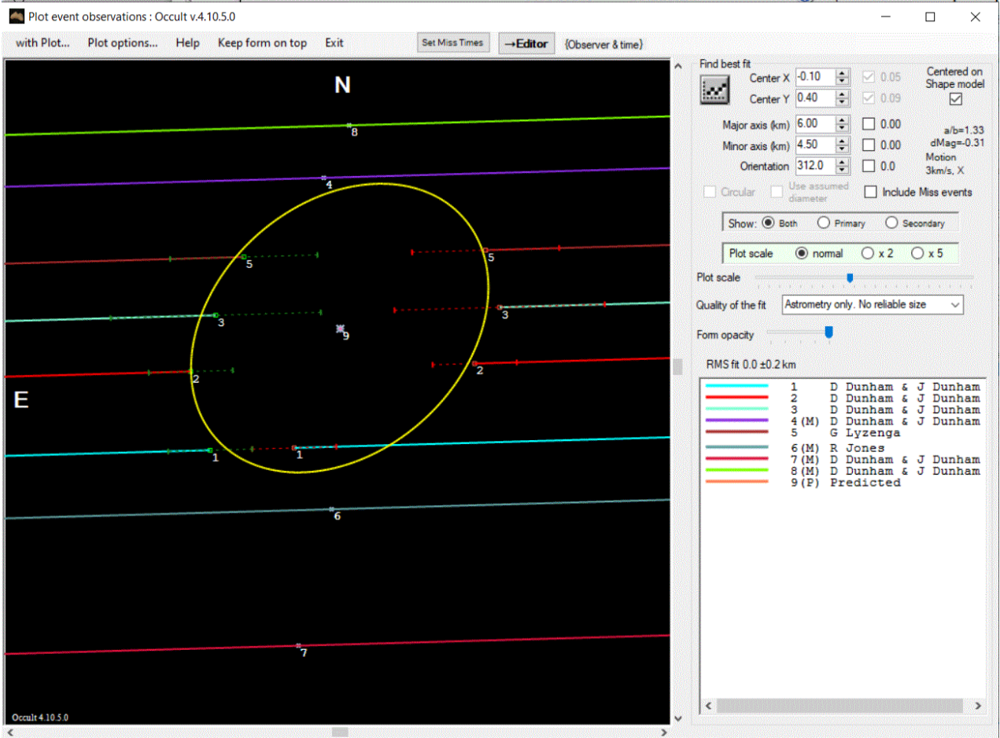 Plot event observations : Occult v.4.10.5.0
with Plot... Plot options... Help Keep form on top Exit Set Miss Times →Editor {Observer & time}
N
8
4
5 5
3 3
9
2 2
E
1 1
6
7
Occult 4.10.5.0
Find best fit
Center X -0.10 0.05
Center Y 0.40 0.09
Centered on
Shape model
Major axis (km) 6.00 0.00
Minor axis (km) 4.50 0.00
Orientation 312.0 0.0
a/b=1.33
dMag=-0.31
Motion
3km/s, X
Circular Use assumed
diameter
Include Miss events
Show: Both Primary Secondary
Plot scale normal x 2 x 5
Plot scale
Quality of the fit Astrometry only. No reliable size
Form opacity
RMS fit 0.0 ±0.2 km
1 D Dunham & J Dunham
2 D Dunham & J Dunham
3 D Dunham & J Dunham
4(M) D Dunham & J Dunham
5 G Lyzenga
6(M) R Jones
7(M) D Dunham & J Dunham
8(M) D Dunham & J Dunham
9(P) Predicted